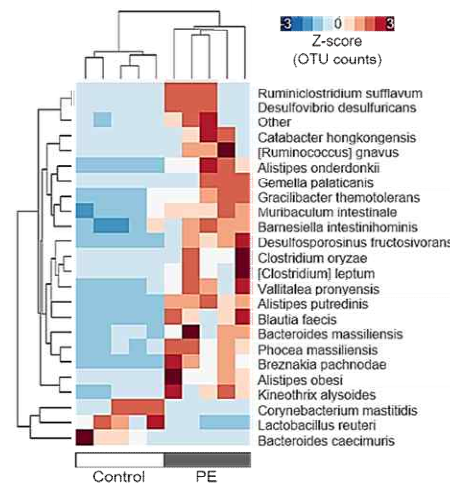 -3 0 3
Z-score
(OTU counts)
Ruminiclostridium sufflavum
Desulfovibrio desulfuricans
Other
Catabacter hongkongensis
[Ruminococcus] gnavus
Alistipes onderdonkii
Gemella palaticanis
Gracilibacter themotolerans
Muribaculum intestinale
Barnesiella intestinihominis
Desulfosporosinus fructosivorans
Clostridium oryzae
[Clostridium] leptum
Vallitalea pronyensis
Alistipes putredinis
Blautia faecis
Bacteroides massiliensis
Phocea massiliensis
Breznakia pachnodae
Alistipes obesi
Kineothrix alysoides
Corynebacterium mastitidis
Lactobacillus reuteri
Bacteroides caecimuris
Control PE